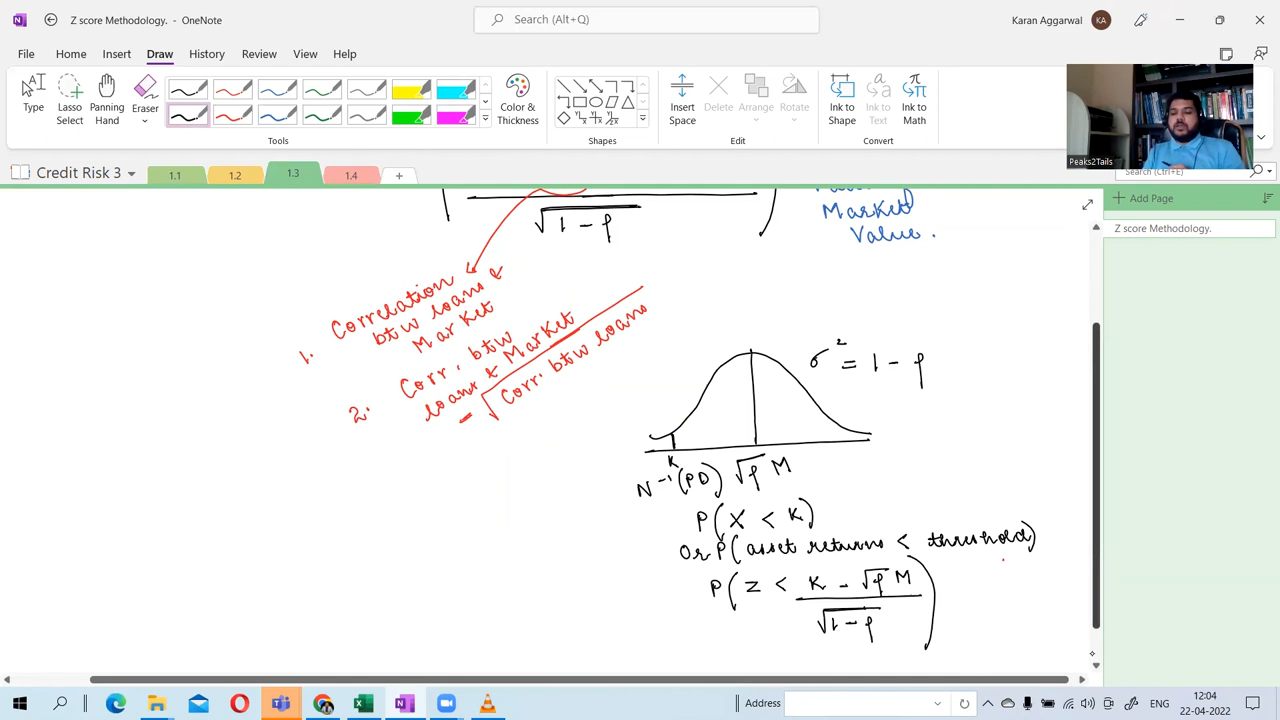 Z score Methodology. - OneNote
Search (Alt+Q)
Karan Aggarwal
KA
File
Home
Insert
Draw
History
Review
View
Help
Type
Lasso Select
Panning Hand
Eraser
Color & Thickness
Insert Space
Delete
Arrange
Rotate
Ink to Shape
Ink to Text
Ink to Math
Tools
Shapes
Edit
Convert
Peaks2Tails
Credit Risk 3
1.1
1.2
1.3
1.4
Search (Ctrl+E)
Add Page
Z score Methodology.
√1 - ρ
Market
Value.
1. Correlation
btw loans &
Market
2. Corr. btw
loans & Market
= √Corr. btw loans
σ² = 1 - ρ
K
N⁻¹(PD) √ρ M
P(X < K)
Or P(asset returns < threshold)
P(Z < K - √ρ M
√1 - ρ)
Address
ENG
12:04
22-04-2022